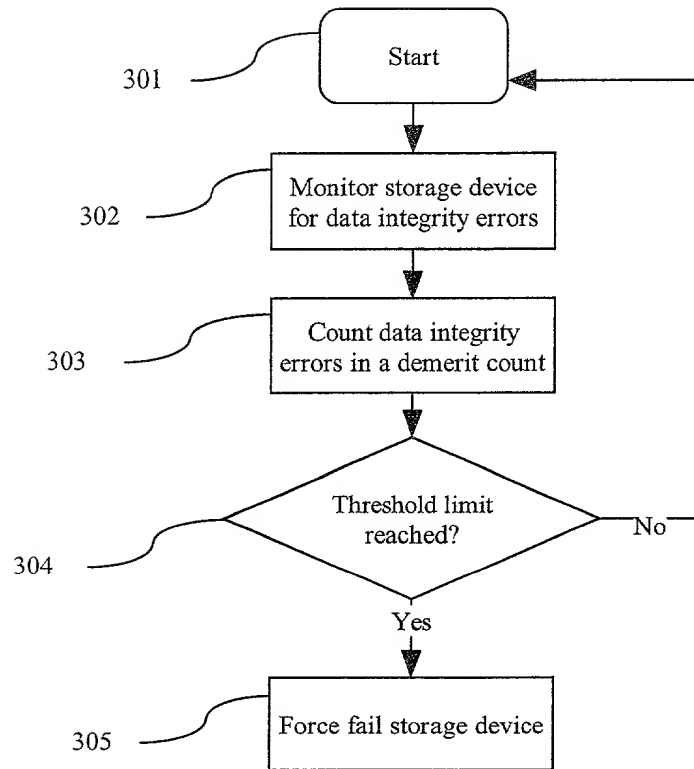 Start
301
Monitor storage device
for data integrity errors
302
Count data integrity
errors in a demerit count
303
Threshold limit
reached?
No
304
Yes
Force fail storage device
305